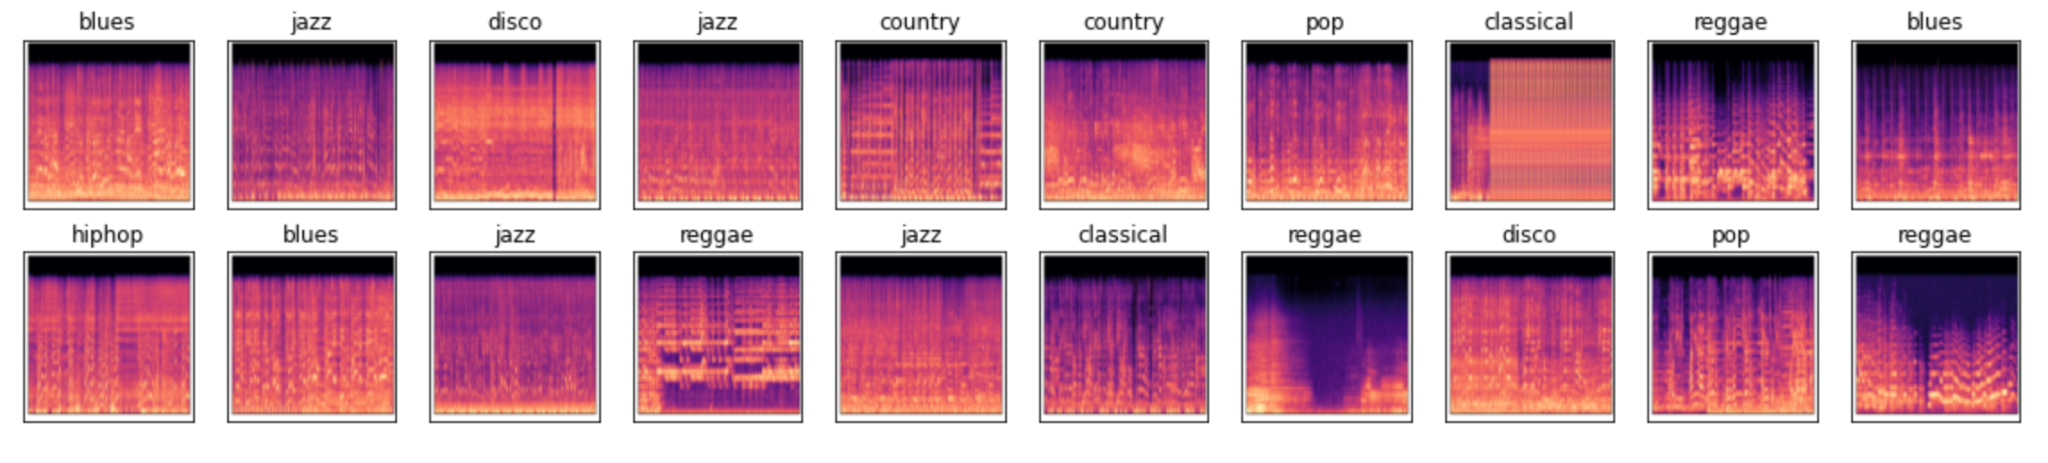 blues jazz disco jazz country country pop classical reggae blues
hiphop blues jazz reggae jazz classical reggae disco pop reggae